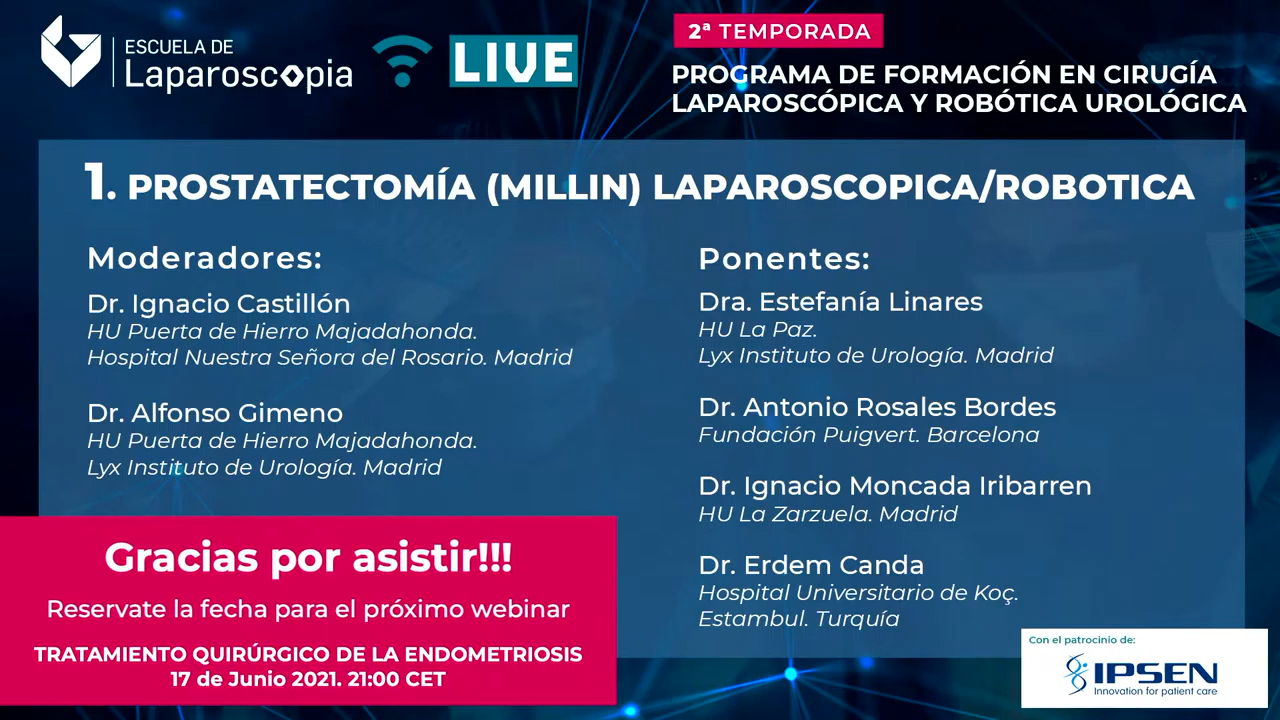 ESCUELA DE
Laparoscopia
LIVE
2ª TEMPORADA
PROGRAMA DE FORMACIÓN EN CIRUGÍA
LAPAROSCÓPICA Y ROBÓTICA UROLÓGICA
1. PROSTATECTOMÍA (MILLIN) LAPAROSCOPICA/ROBOTICA
Moderadores:
Dr. Ignacio Castillón
HU Puerta de Hierro Majadahonda.
Hospital Nuestra Señora del Rosario. Madrid
Dr. Alfonso Gimeno
HU Puerta de Hierro Majadahonda.
Lyx Instituto de Urología. Madrid
Ponentes:
Dra. Estefanía Linares
HU La Paz.
Lyx Instituto de Urología. Madrid
Dr. Antonio Rosales Bordes
Fundación Puigvert. Barcelona
Dr. Ignacio Moncada Iribarren
HU La Zarzuela. Madrid
Dr. Erdem Canda
Hospital Universitario de Koç.
Estambul. Turquía
Gracias por asistir!!!
Reservate la fecha para el próximo webinar
TRATAMIENTO QUIRÚRGICO DE LA ENDOMETRIOSIS
17 de Junio 2021. 21:00 CET
Con el patrocinio de:
IPSEN
Innovation for patient care